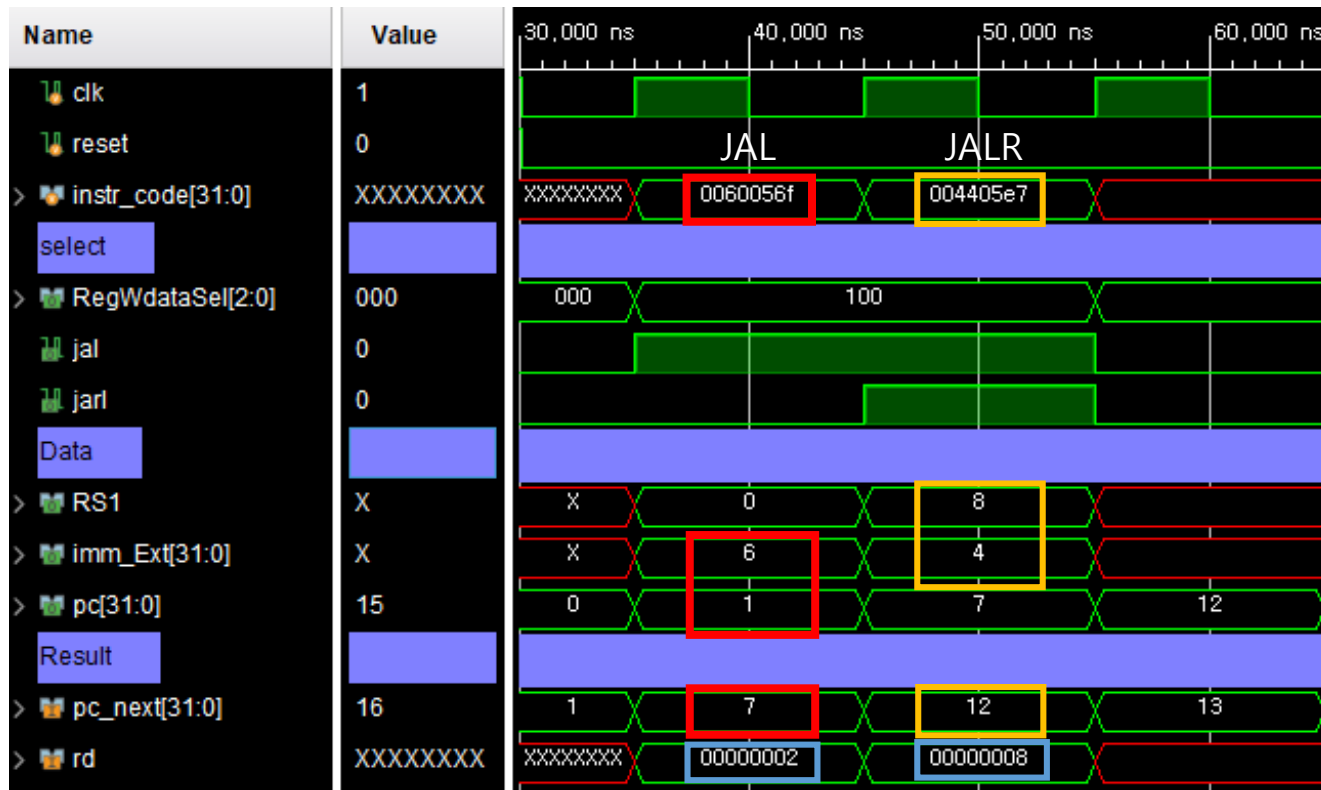 Name Value 30,000 ns 40,000 ns 50,000 ns 60,000 ns
clk 1
reset 0 JAL JALR
instr_code[31:0] XXXXXXXX XXXXXXXX 0060056f 004405e7
select
RegWdataSel[2:0] 000 000 100
jal 0
jarl 0
Data
RS1 X X 0 8
imm_Ext[31:0] X X 6 4
pc[31:0] 15 0 1 7 12
Result
pc_next[31:0] 16 1 7 12 13
rd XXXXXXXX XXXXXXXX 00000002 00000008